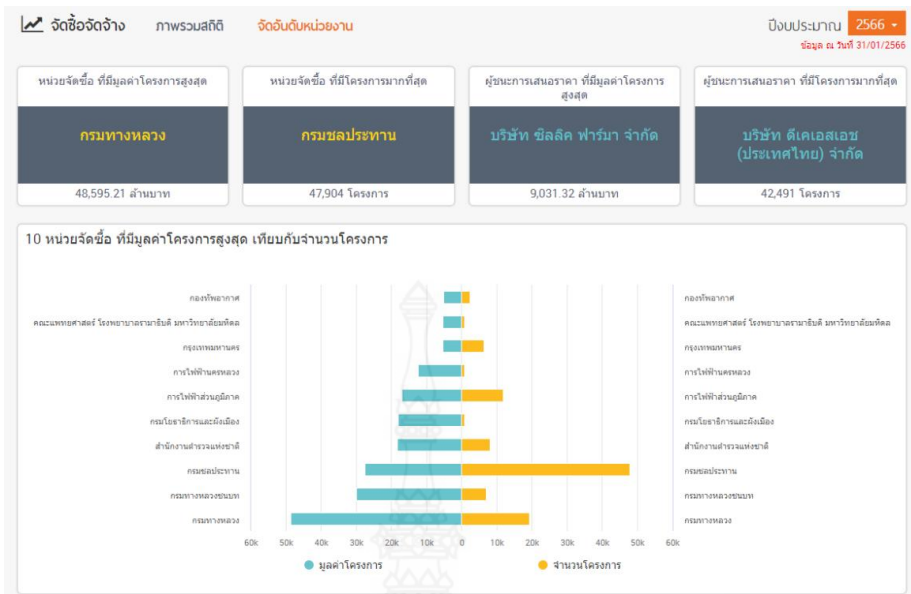 จัดซื้อจัดจ้าง ภาพรวมสถิติ จัดอันดับหน่วยงาน ปีงบประมาณ 2566
ข้อมูล ณ วันที่ 31/01/2566
หน่วยจัดซื้อ ที่มีมูลค่าโครงการสูงสุด
กรมทางหลวง
48,595.21 ล้านบาท
หน่วยจัดซื้อ ที่มีโครงการมากที่สุด
กรมชลประทาน
47,904 โครงการ
ผู้ชนะการเสนอราคา ที่มีมูลค่าโครงการ
สูงสุด
บริษัท ซิลลิค ฟาร์มา จำกัด
9,031.32 ล้านบาท
ผู้ชนะการเสนอราคา ที่มีโครงการมากที่สุด
บริษัท ดีเคเอสเอช
(ประเทศไทย) จำกัด
42,491 โครงการ
10 หน่วยจัดซื้อ ที่มีมูลค่าโครงการสูงสุด เทียบกับจำนวนโครงการ
กองทัพอากาศ กองทัพอากาศ
คณะแพทยศาสตร์ โรงพยาบาลรามาธิบดี มหาวิทยาลัยมหิดล คณะแพทยศาสตร์ โรงพยาบาลรามาธิบดี มหาวิทยาลัยมหิดล
กรุงเทพมหานคร กรุงเทพมหานคร
การไฟฟ้านครหลวง การไฟฟ้านครหลวง
การไฟฟ้าส่วนภูมิภาค การไฟฟ้าส่วนภูมิภาค
กรมโยธาธิการและผังเมือง กรมโยธาธิการและผังเมือง
สำนักงานตำรวจแห่งชาติ สำนักงานตำรวจแห่งชาติ
กรมชลประทาน กรมชลประทาน
กรมทางหลวงชนบท กรมทางหลวงชนบท
กรมทางหลวง กรมทางหลวง
60k 50k 40k 30k 20k 10k 0 10k 20k 30k 40k 50k 60k
มูลค่าโครงการ จำนวนโครงการ